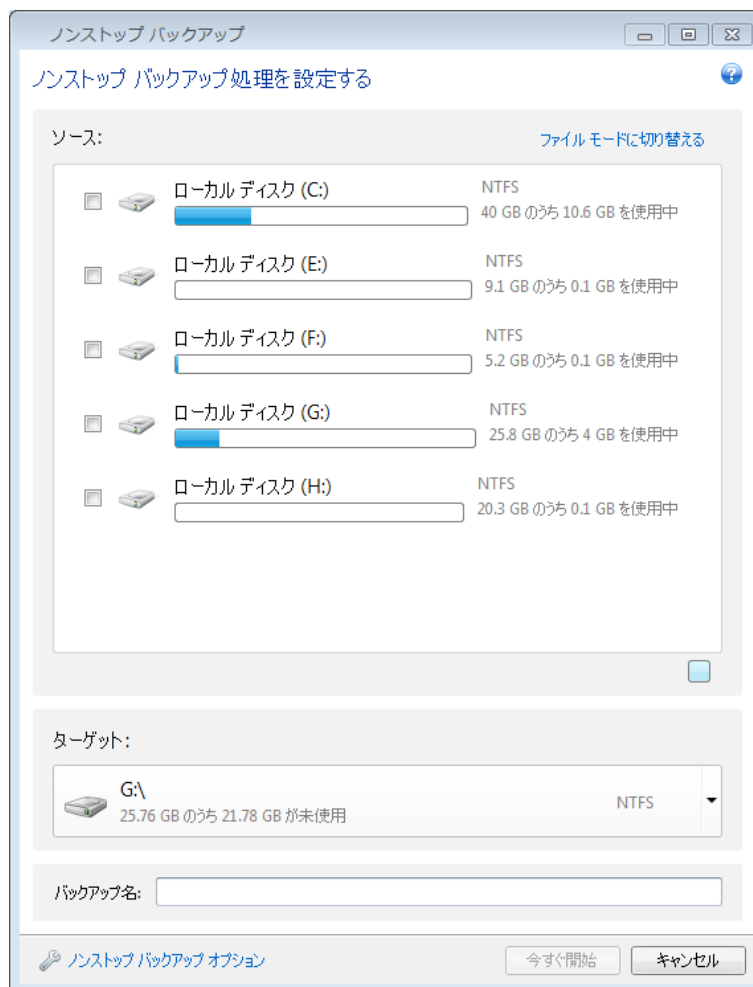 ノンストップ バックアップ
ノンストップ バックアップ処理を設定する
ソース:
ファイル モードに切り替える
ローカル ディスク (C:)
NTFS
40 GB のうち 10.6 GB を使用中
ローカル ディスク (E:)
NTFS
9.1 GB のうち 0.1 GB を使用中
ローカル ディスク (F:)
NTFS
5.2 GB のうち 0.1 GB を使用中
ローカル ディスク (G:)
NTFS
25.8 GB のうち 4 GB を使用中
ローカル ディスク (H:)
NTFS
20.3 GB のうち 0.1 GB を使用中
ターゲット:
G:\
NTFS
25.76 GB のうち 21.78 GB が未使用
バックアップ名:
ノンストップ バックアップ オプション
今すぐ開始
キャンセル